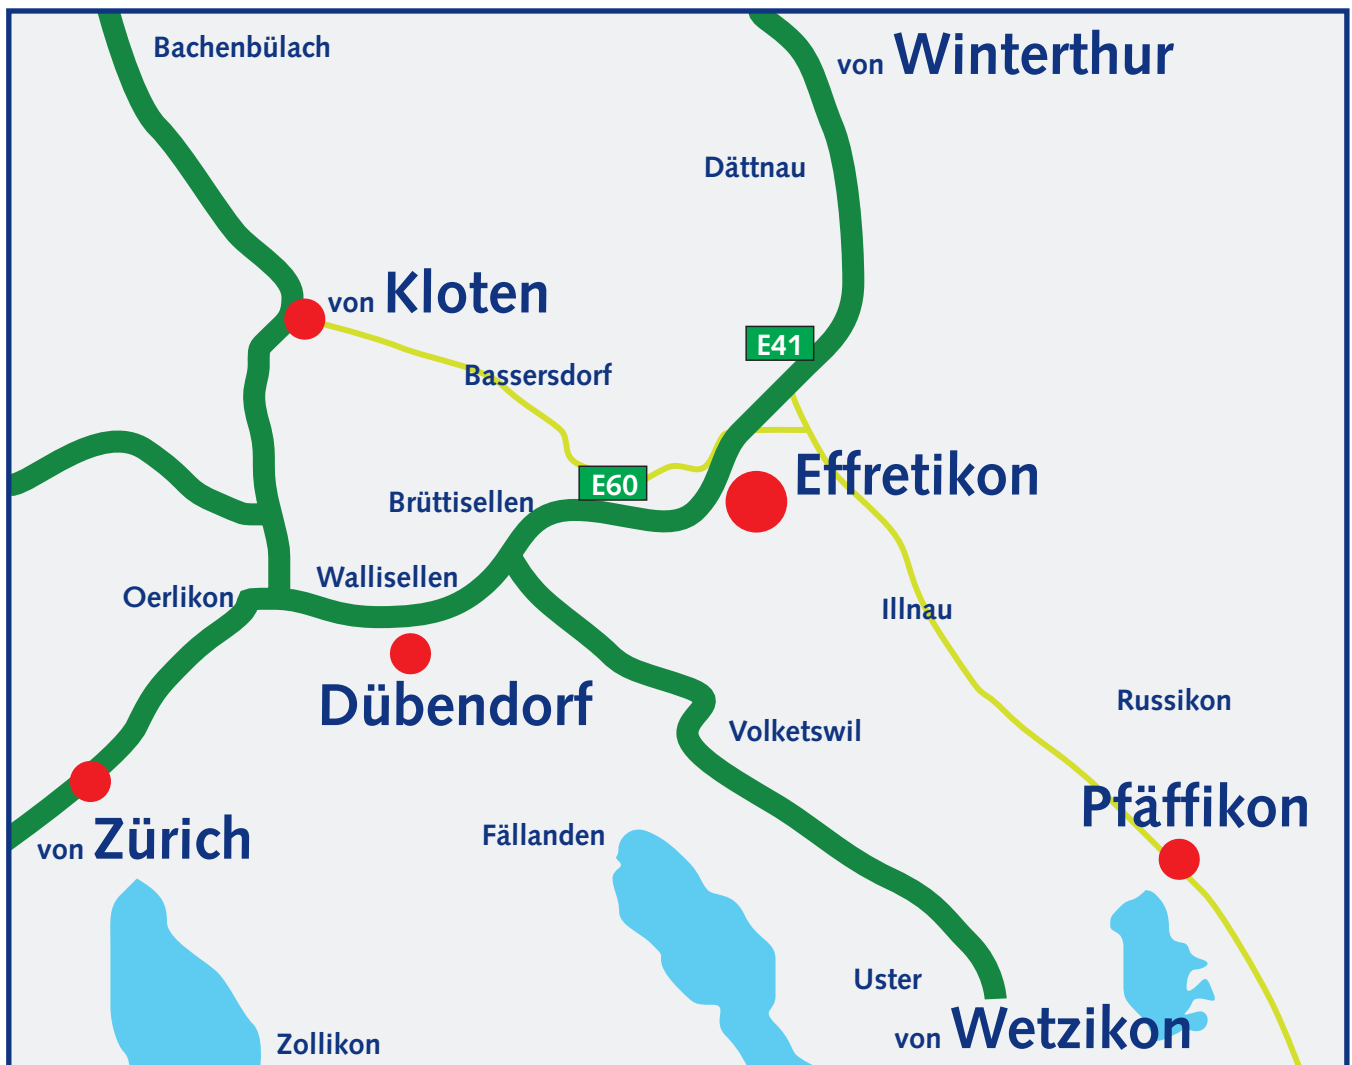 Bachenbülach
von Winterthur
Dättnau
von Kloten
E41
Bassersdorf
Effretikon
E60
Brüttisellen
Wallisellen
Oerlikon
Illnau
Dübendorf
Russikon
Volketswil
Pfäffikon
von Zürich
Fällanden
Uster
von Wetzikon
Zollikon